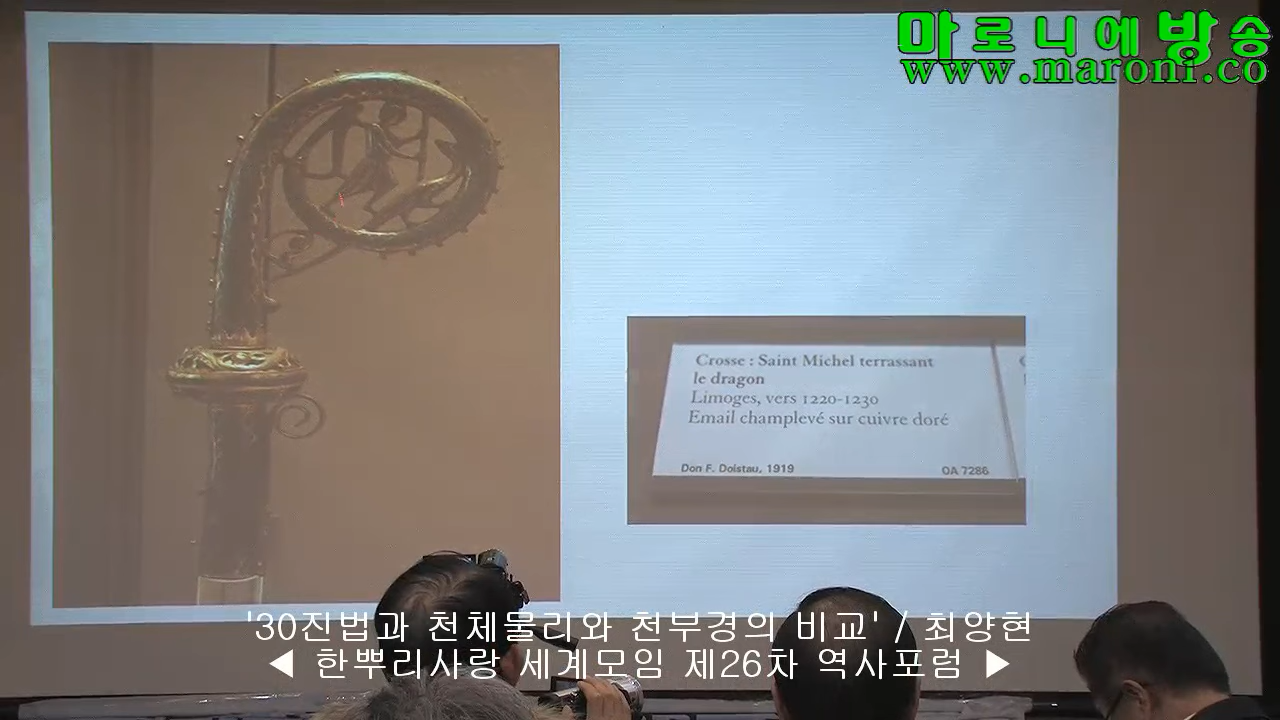 마로니에방송
www.maroni.co
Crosse : Saint Michel terrassant
le dragon
Limoges, vers 1220-1230
Email champlevé sur cuivre doré
Don F. Doistau, 1919
OA 7286
'30진법과 천체물리와 천부경의 비교' / 최양현
◀ 한뿌리사랑 세계모임 제26차 역사포럼 ▶